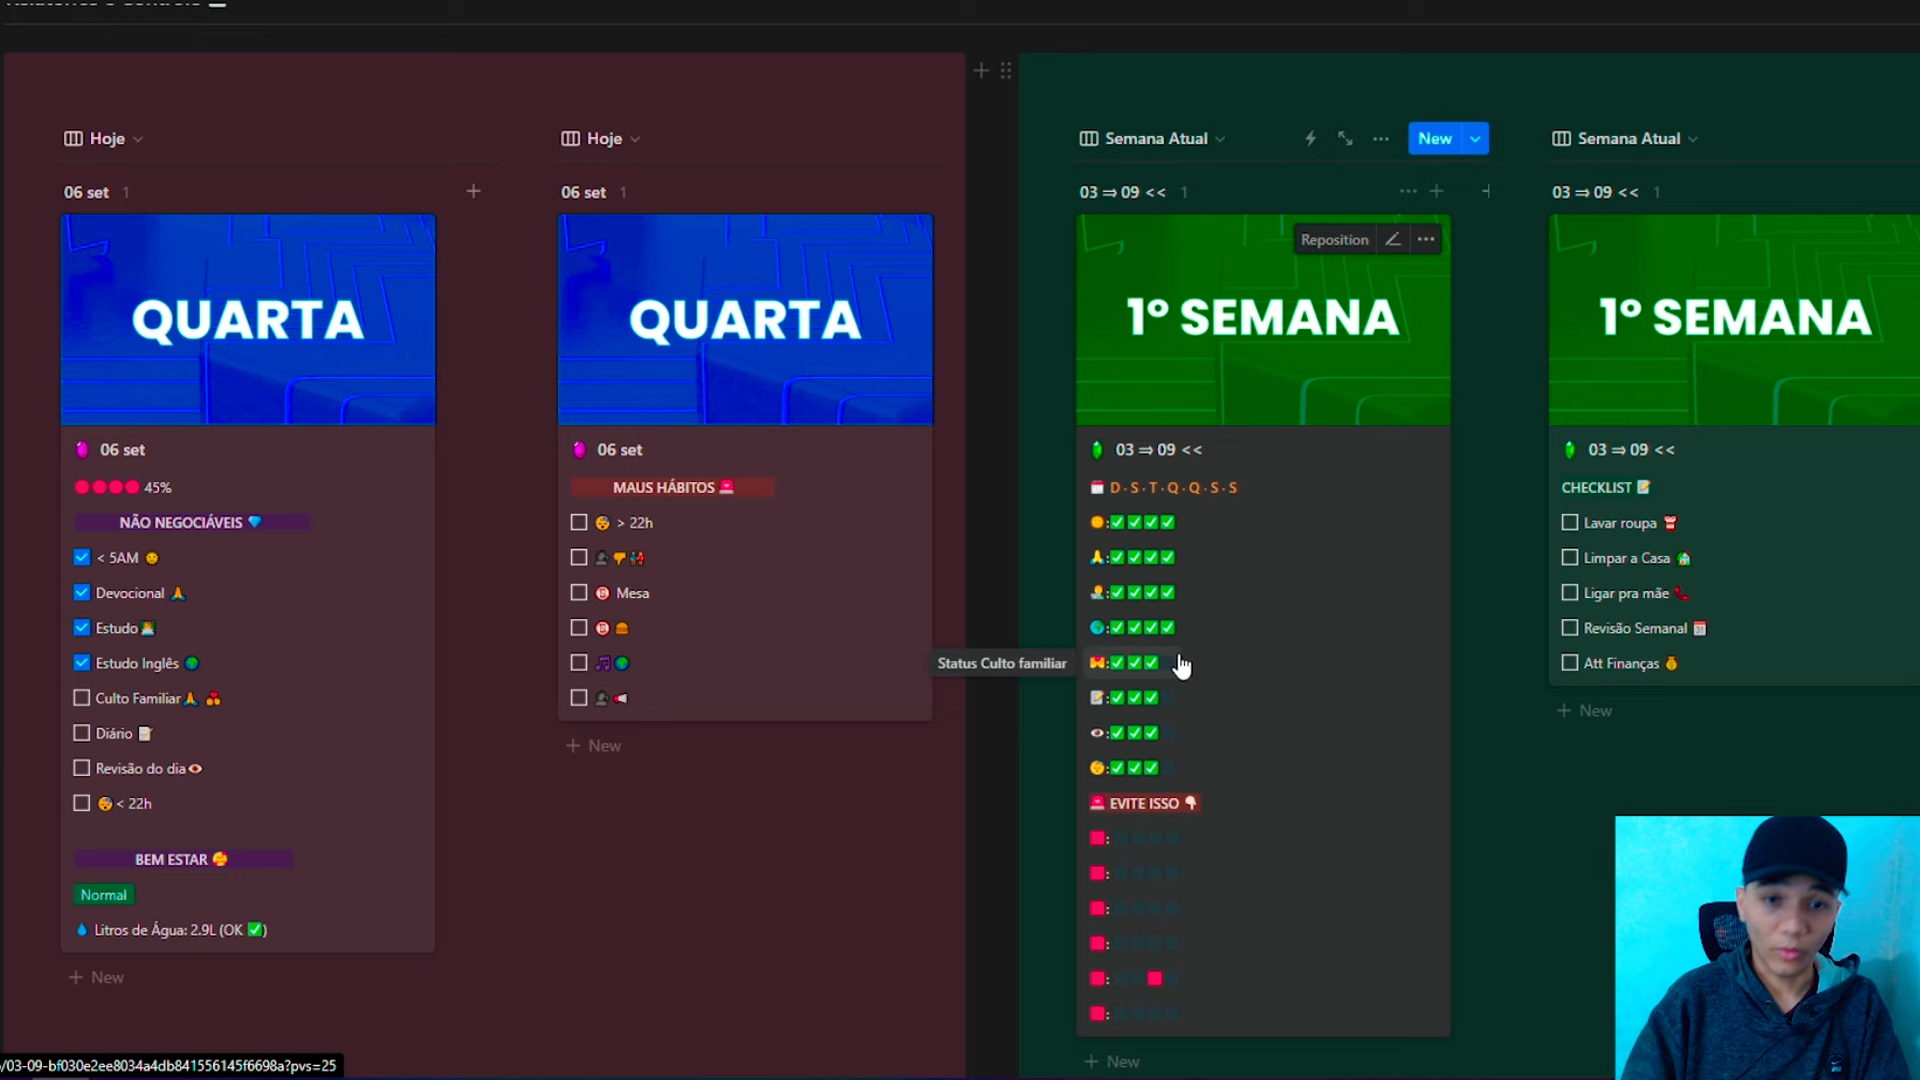 Hoje
06 set 1
QUARTA
06 set
45%
NÃO NEGOCIÁVEIS
< 5AM
Devocional
Estudo
Estudo Inglês
Culto Familiar
Diário
Revisão do dia
< 22h
BEM ESTAR
Normal
Litros de Água: 2.9L (OK ✅)
+ New
Hoje
06 set 1
QUARTA
06 set
MAUS HÁBITOS
> 22h
Mesa
+ New
Semana Atual
New
03 ⇒ 09 << 1
Reposition
1º SEMANA
03 ⇒ 09 <<
D·S·T·Q·Q·S·S
Status Culto familiar
EVITE ISSO
+ New
Semana Atual
03 ⇒ 09 << 1
1º SEMANA
03 ⇒ 09 <<
CHECKLIST
Lavar roupa
Limpar a Casa
Ligar pra mãe
Revisão Semanal
Att Finanças
+ New
/03-09-bf030e2ee8034a4db841556145f6698a?pvs=25